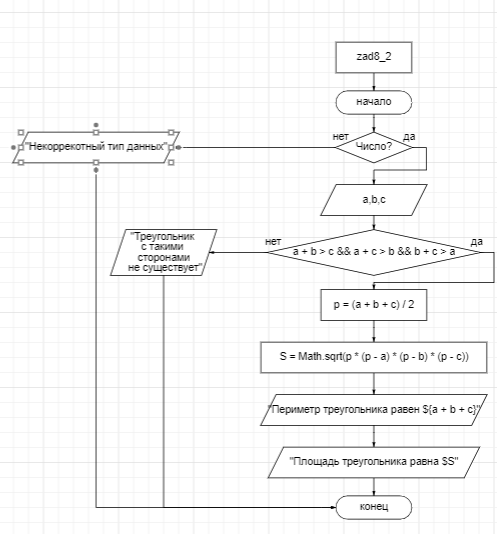 zad8_2
начало
нет
да
Число?
"Некоррекотный тип данных"
a,b,c
нет
да
a + b > c && a + c > b && b + c > a
"Треугольник
с такими
сторонами
не существует"
p = (a + b + c) / 2
S = Math.sqrt(p * (p - a) * (p - b) * (p - c))
"Периметр треугольника равен ${a + b + c}"
"Площадь треугольника равна $S"
конец